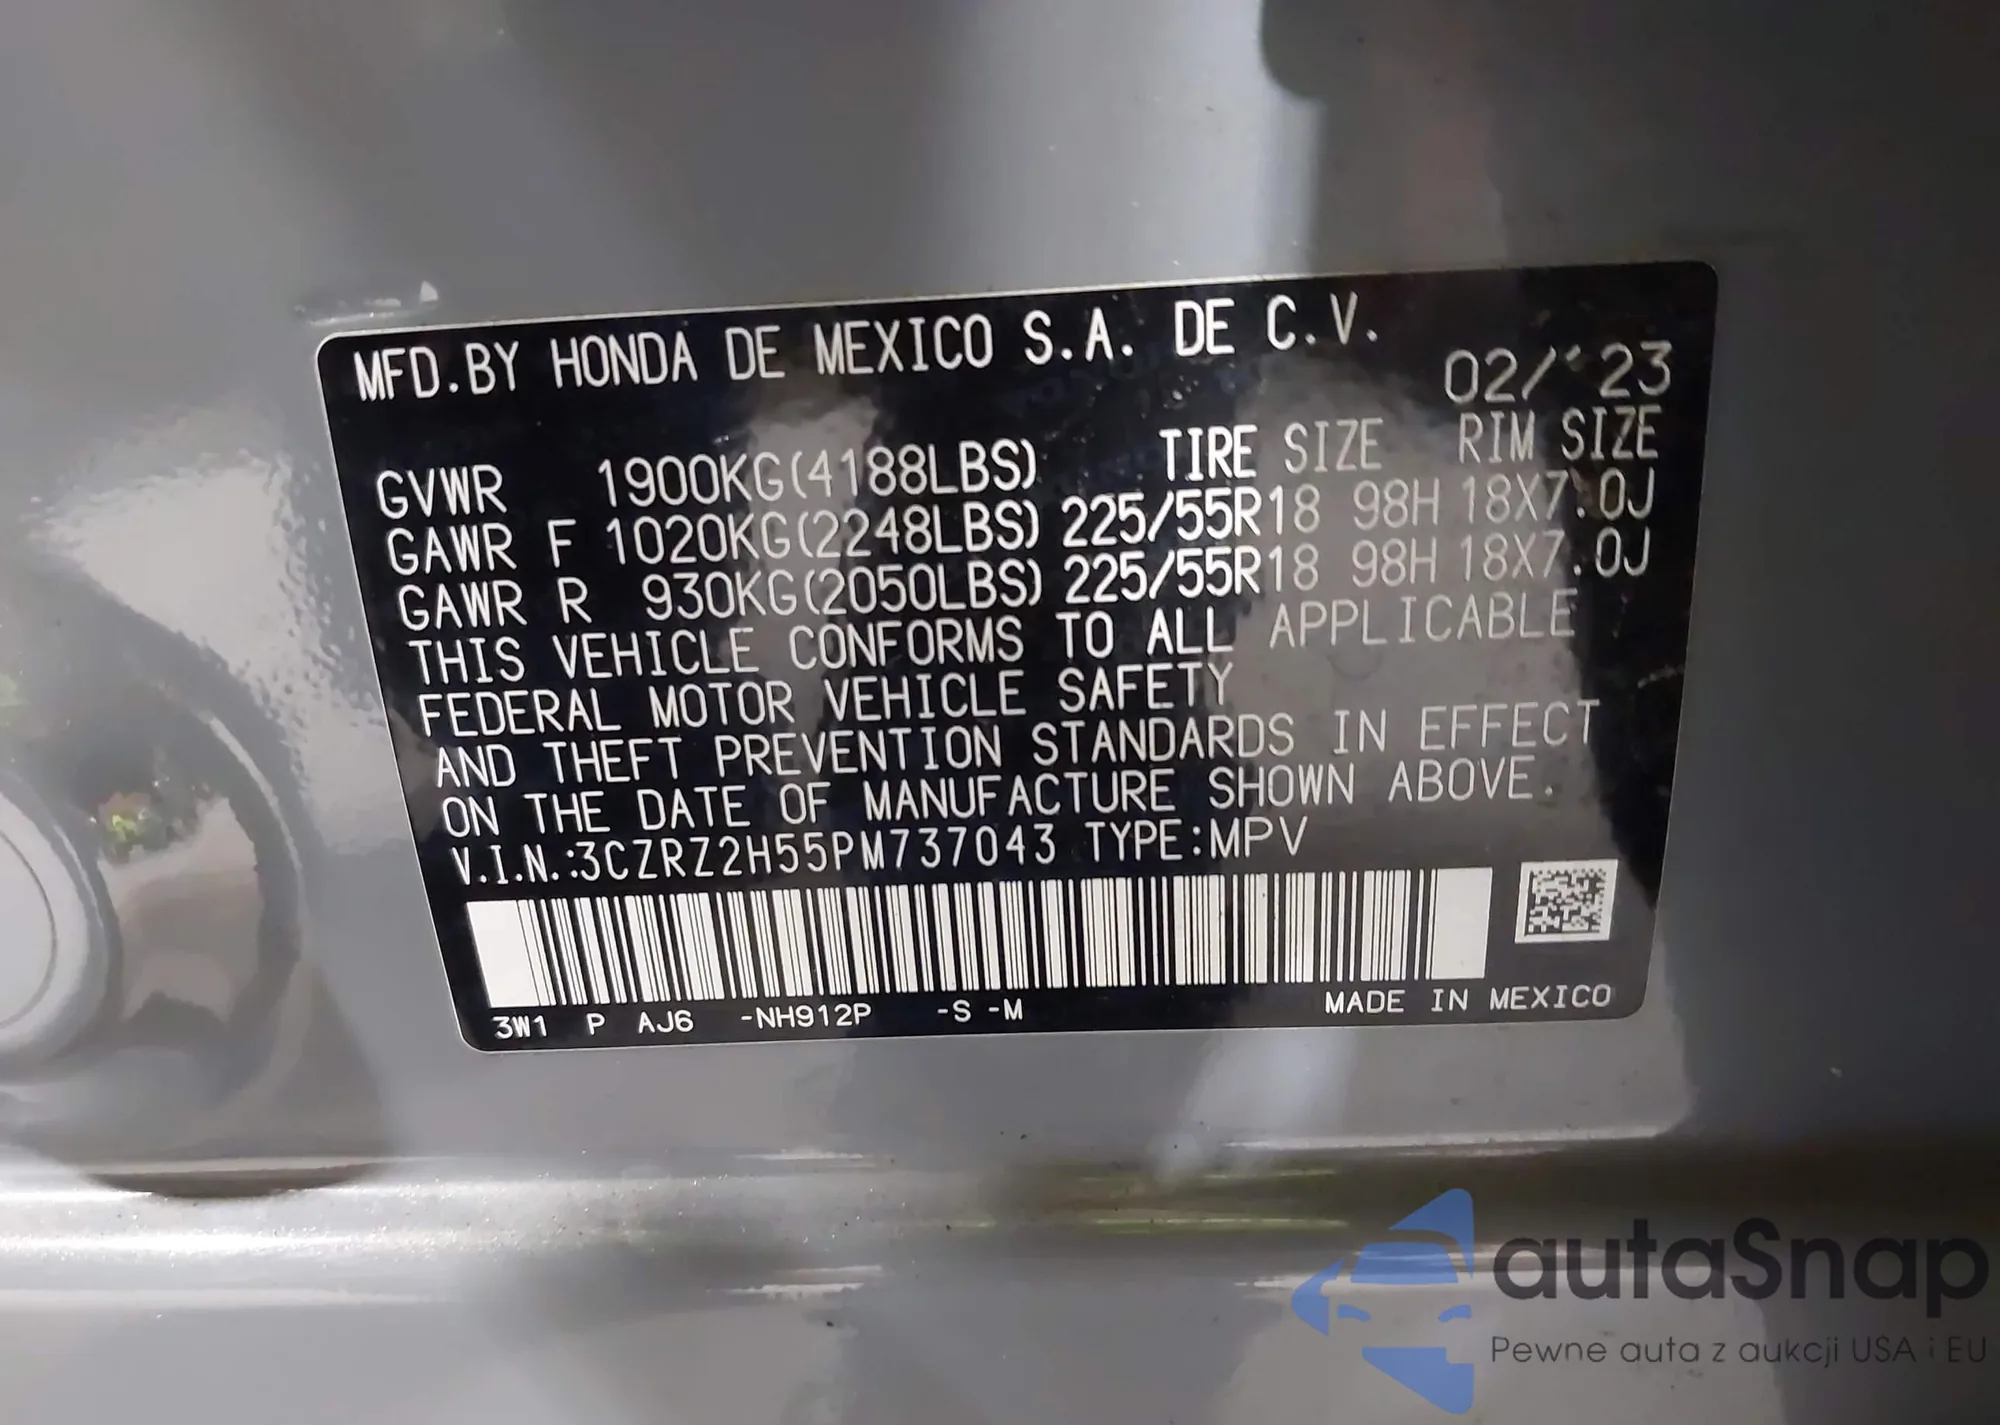 MFD.BY HONDA DE MEXICO S.A. DE C.V.
02/'23
TIRE SIZE RIM SIZE
GVWR 1900KG(4188LBS)
GAWR F 1020KG(2248LBS) 225/55R18 98H 18X7.0J
GAWR R 930KG(2050LBS) 225/55R18 98H 18X7.0J
THIS VEHICLE CONFORMS TO ALL APPLICABLE
FEDERAL MOTOR VEHICLE SAFETY
AND THEFT PREVENTION STANDARDS IN EFFECT
ON THE DATE OF MANUFACTURE SHOWN ABOVE.
V.I.N.:3CZRZ2H55PM737043 TYPE:MPV
3W1 P AJ6 -NH912P -S -M MADE IN MEXICO
autaSnap
Pewne auta z aukcji USA i EU